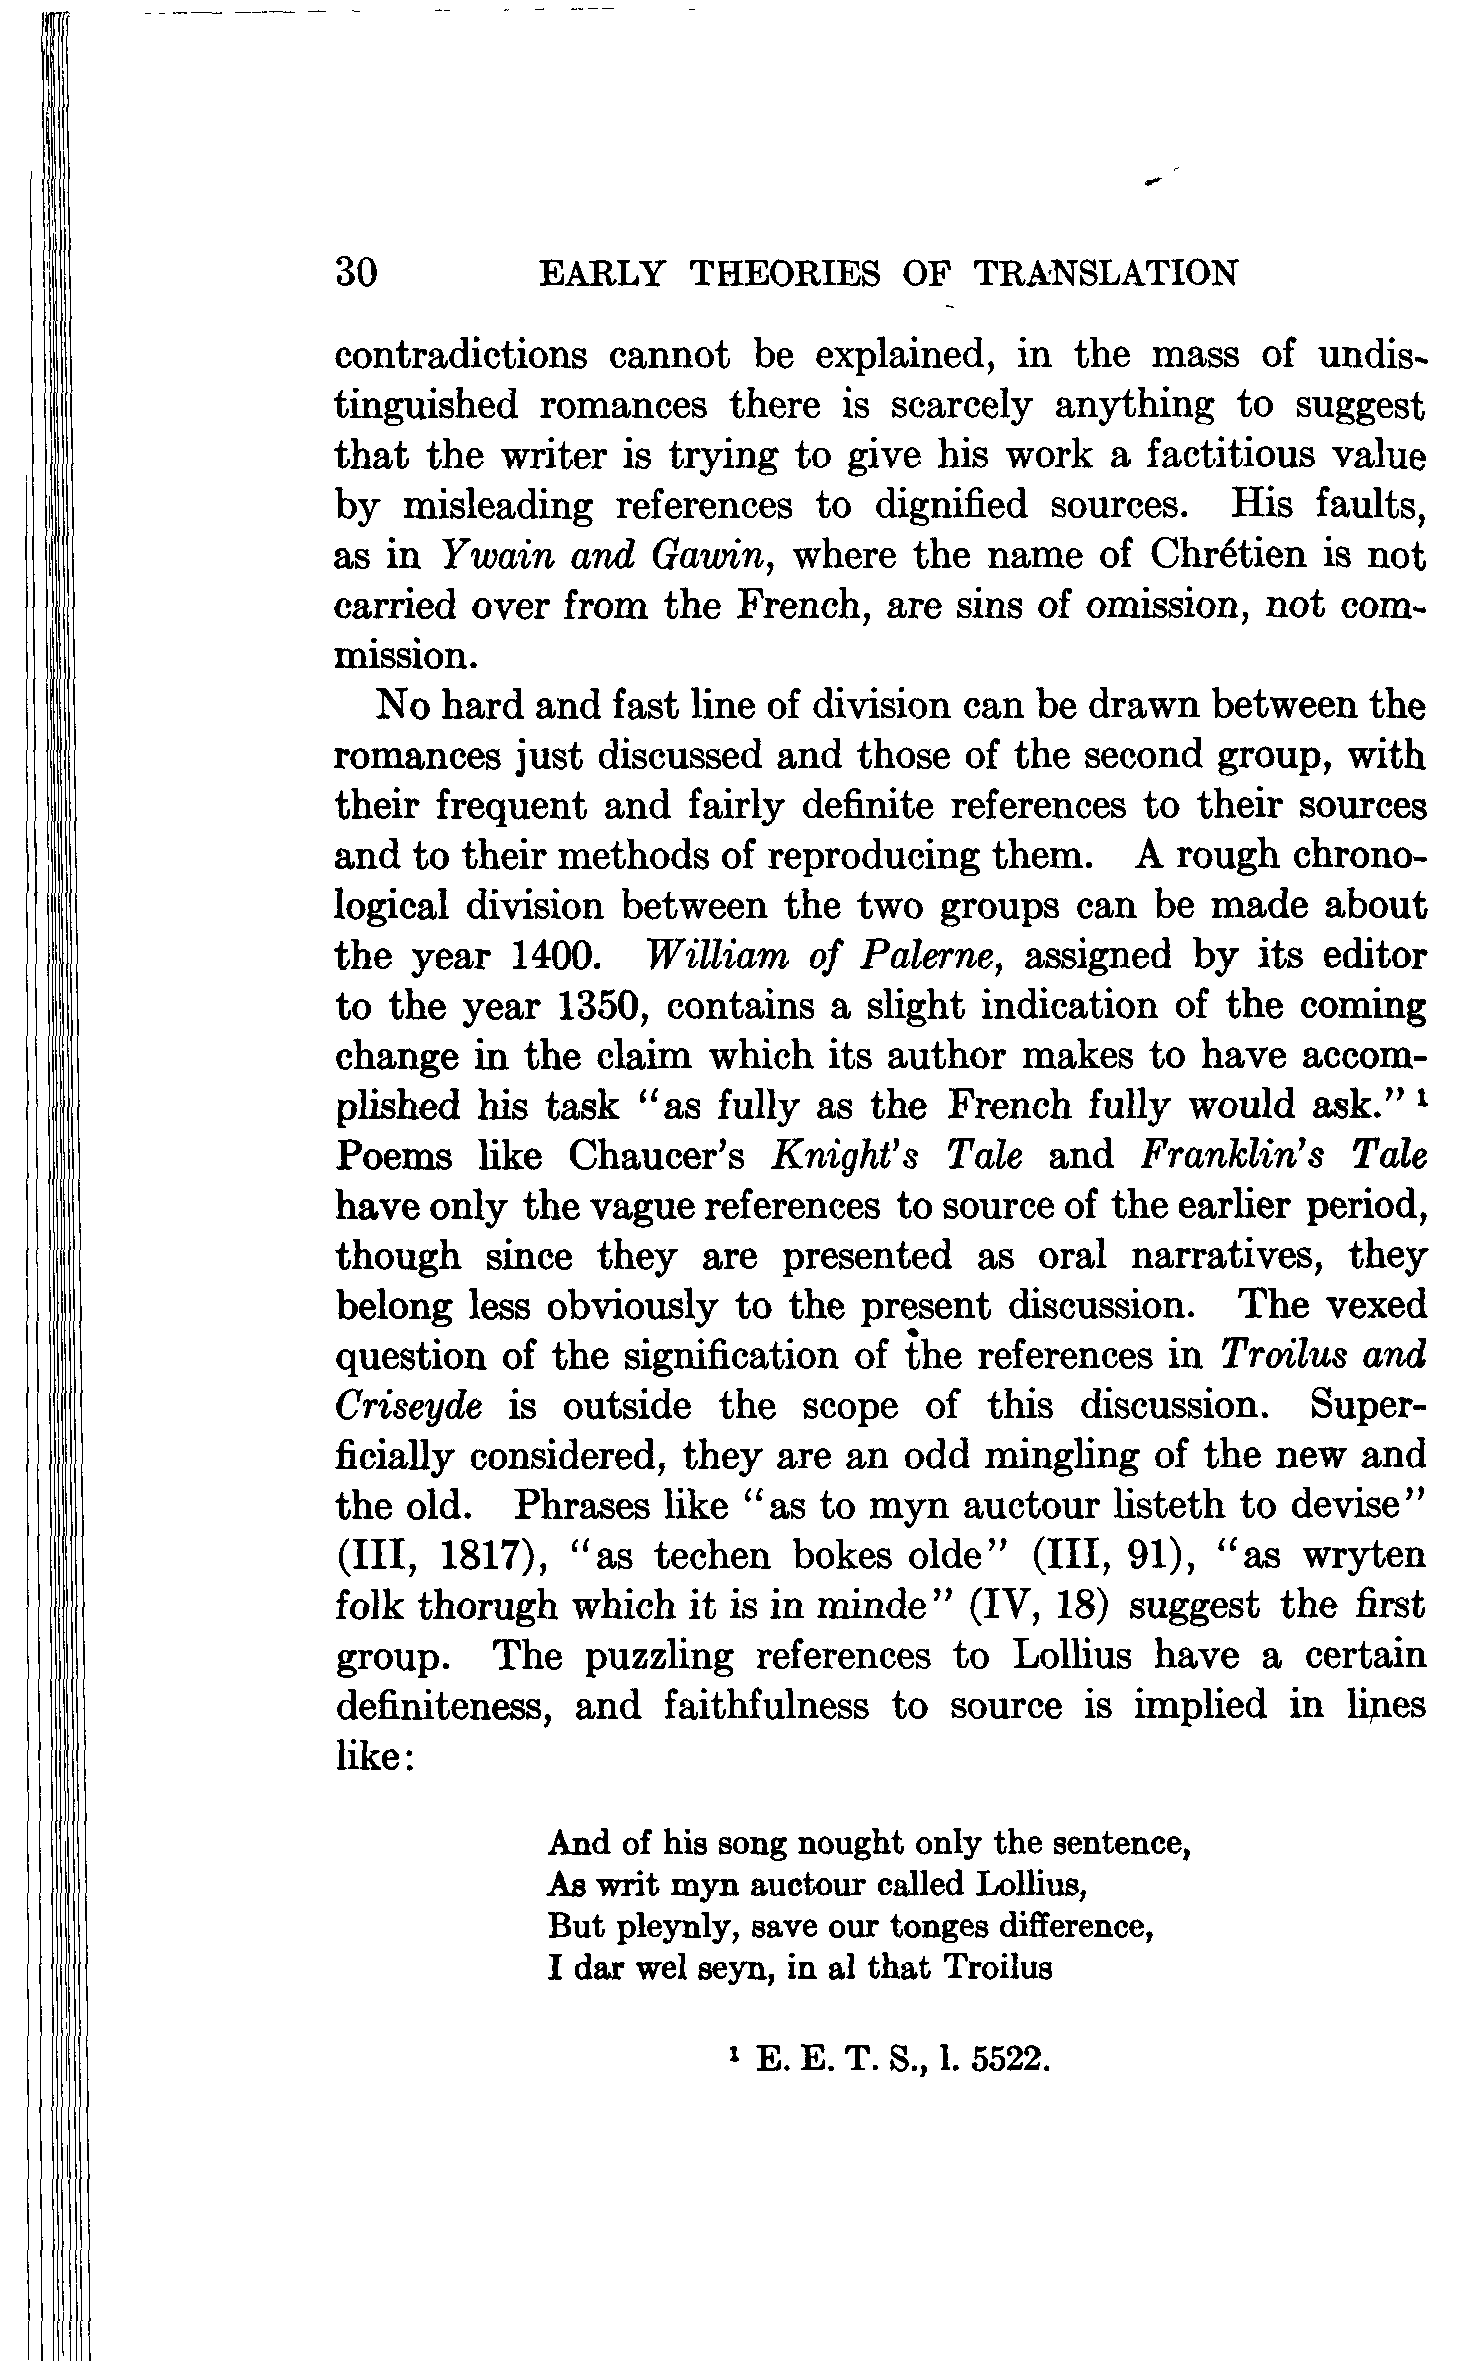 30 EARLY THEORIES OF TRANSLATION
contradictions cannot be explained, in the mass of undis-
tinguished romances there is scarcely anything to suggest
that the writer is trying to give his work a factitious value
by misleading references to dignified sources. His faults,
as in Ywain and Gawin, where the name of Chrétien is not
carried over from the French, are sins of omission, not com-
mission.
No hard and fast line of division can be drawn between the
romances just discussed and those of the second group, with
their frequent and fairly definite references to their sources
and to their methods of reproducing them. A rough chrono-
logical division between the two groups can be made about
the year 1400. William of Palerne, assigned by its editor
to the year 1350, contains a slight indication of the coming
change in the claim which its author makes to have accom-
plished his task "as fully as the French fully would ask." ¹
Poems like Chaucer's Knight's Tale and Franklin's Tale
have only the vague references to source of the earlier period,
though since they are presented as oral narratives, they
belong less obviously to the present discussion. The vexed
question of the signification of the references in Troilus and
Criseyde is outside the scope of this discussion. Super-
ficially considered, they are an odd mingling of the new and
the old. Phrases like "as to myn auctour listeth to devise"
(III, 1817), "as techen bokes olde" (III, 91), "as wryten
folk thorugh which it is in minde" (IV, 18) suggest the first
group. The puzzling references to Lollius have a certain
definiteness, and faithfulness to source is implied in lines
like:
And of his song nought only the sentence,
As writ myn auctour called Lollius,
But pleynly, save our tonges difference,
I dar wel seyn, in al that Troilus
¹ E. E. T. S., l. 5522.